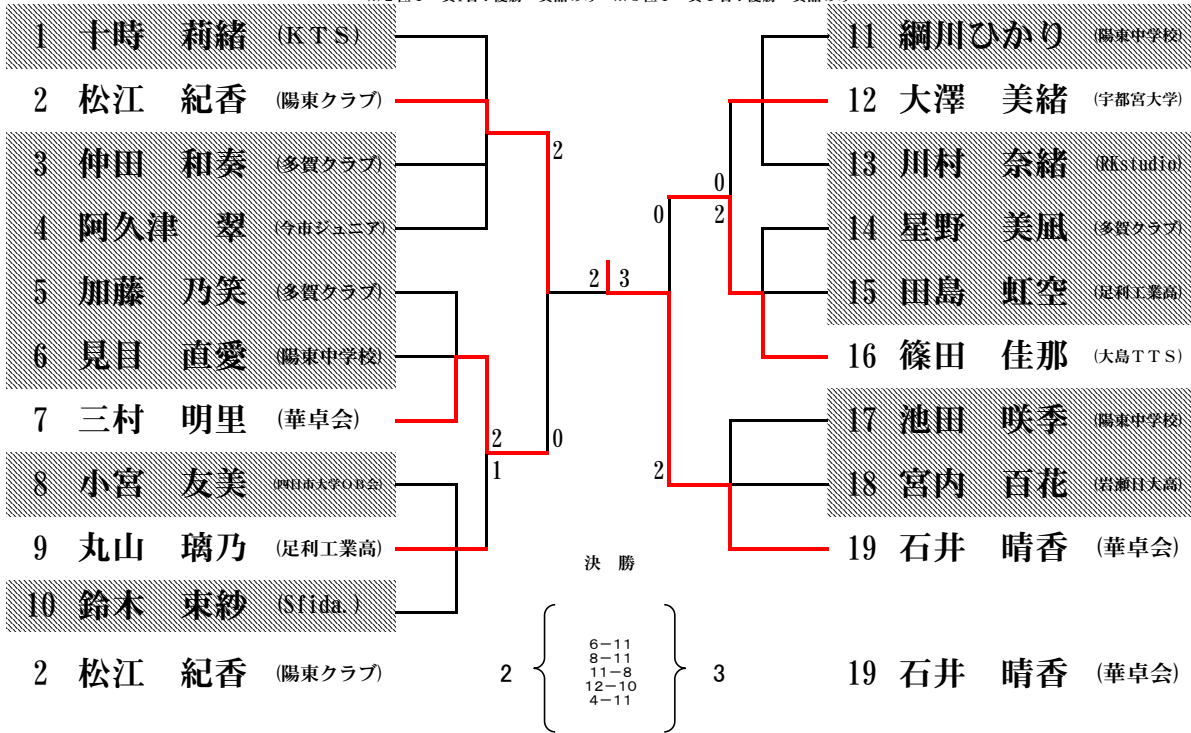 1 十時 莉緒 (KTS)
2 松江 紀香 (陽東クラブ)
3 仲田 和奏 (多賀クラブ)
4 阿久津 翠 (今市ジュニア)
5 加藤 乃笑 (多賀クラブ)
6 見目 直愛 (陽東中学校)
7 三村 明里 (華卓会)
8 小宮 友美 (四日市大学OB会)
9 丸山 璃乃 (足利工業高)
10 鈴木 束紗 (Sfida.)
2
2
1
0
2 3
0
0
2
2
11 綱川ひかり (陽東中学校)
12 大澤 美緒 (宇都宮大学)
13 川村 奈緒 (RKstudio)
14 星野 美凪 (多賀クラブ)
15 田島 虹空 (足利工業高)
16 篠田 佳那 (大島TTS)
17 池田 咲季 (陽東中学校)
18 宮内 百花 (岩瀬日大高)
19 石井 晴香 (華卓会)
決 勝
2 松江 紀香 (陽東クラブ)
2
6-11
8-11
11-8
12-10
4-11
3
19 石井 晴香 (華卓会)